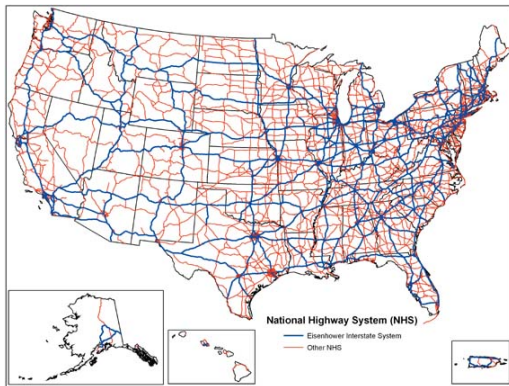 National Highway System (NHS)
Eisenhower Interstate System
Other NHS